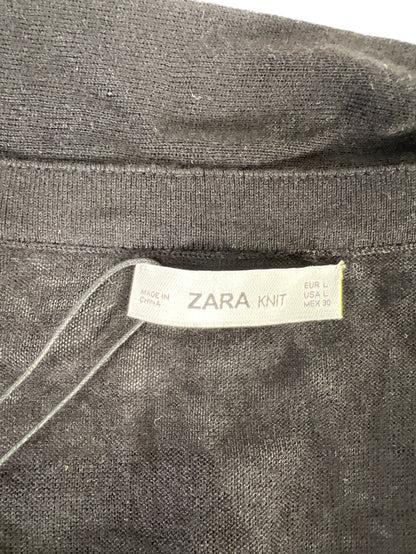 MADE IN
CHINA
ZARA KNIT
EUR L
USA L
MEX 30